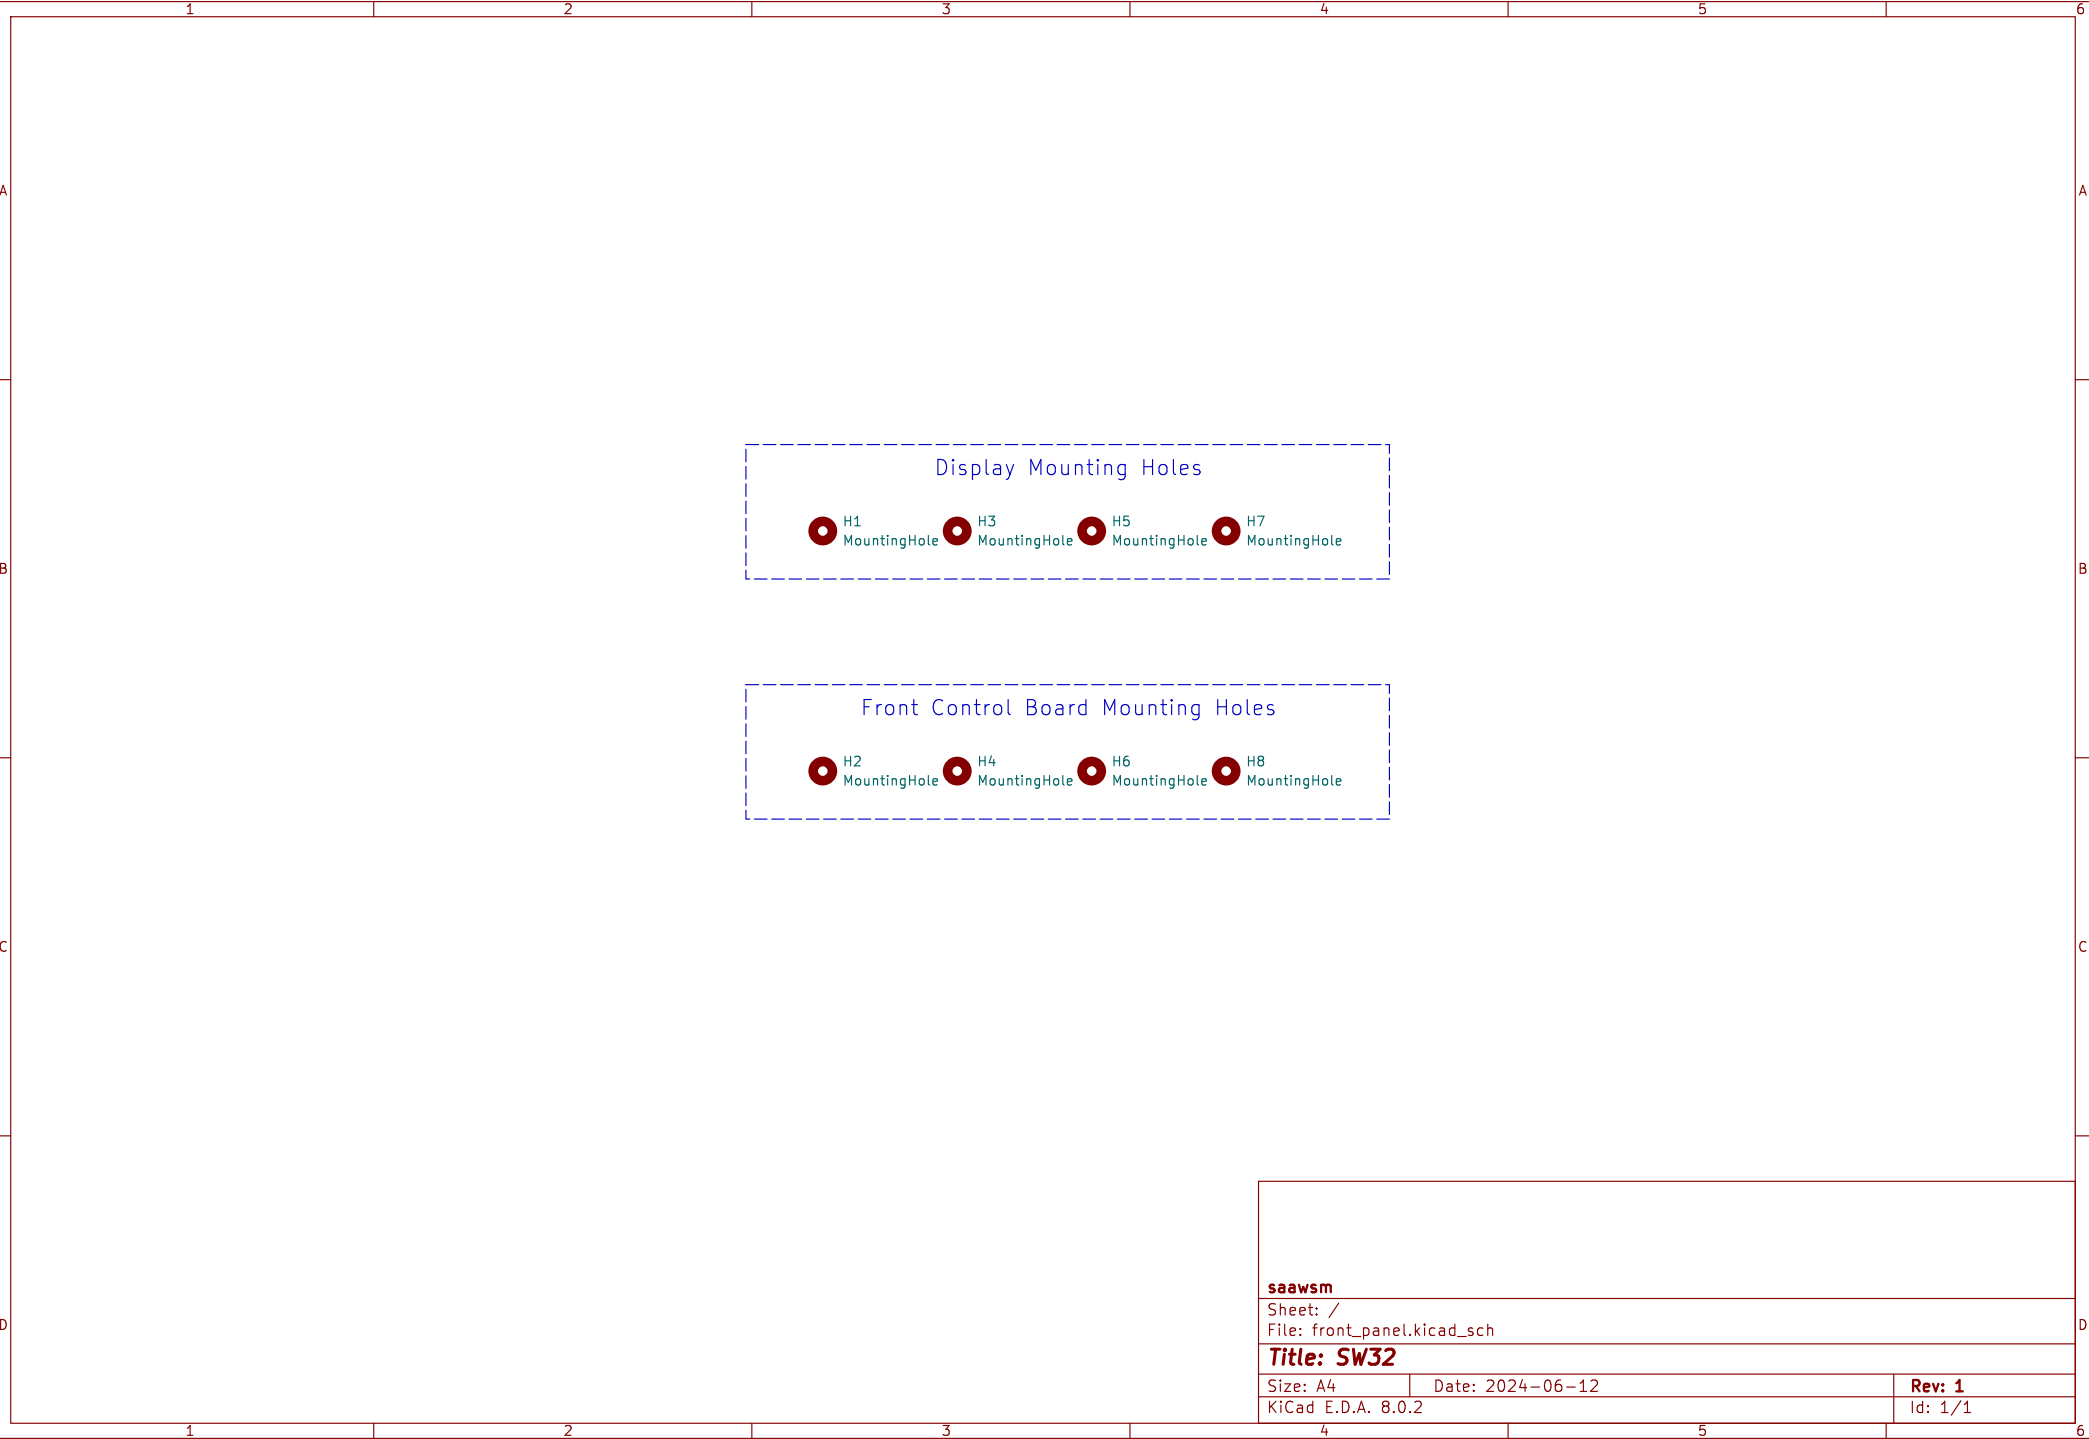 1 2 3 4 5 6
A A
Display Mounting Holes
H1 H3 H5 H7
MountingHole MountingHole MountingHole MountingHole
B B
Front Control Board Mounting Holes
H2 H4 H6 H8
MountingHole MountingHole MountingHole MountingHole
C C
saawsm
Sheet: /
D D
File: front_panel.kicad_sch
Title: SW32
Size: A4 Date: 2024-06-12 Rev: 1
KiCad E.D.A. 8.0.2 Id: 1/1
1 2 3 4 5 6